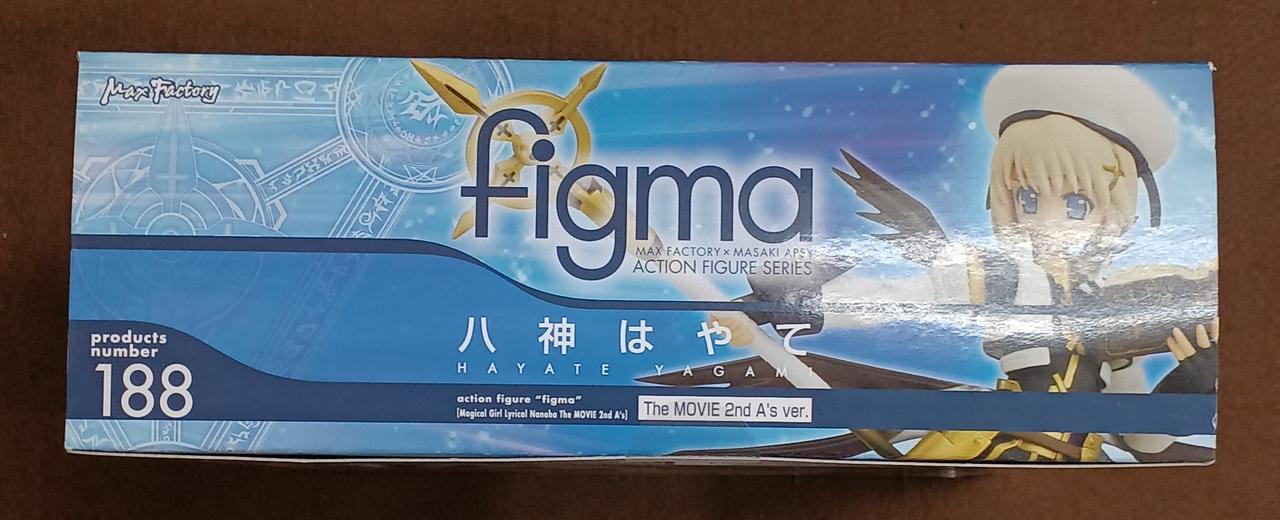 Max Factory
figma
MAX FACTORY×MASAKI APSY
ACTION FIGURE SERIES
八神はやて
HAYATE YAGAMI
products
number
188
action figure "figma"
[Magical Girl Lyrical Nanoha The MOVIE 2nd A's]
The MOVIE 2nd A's ver.